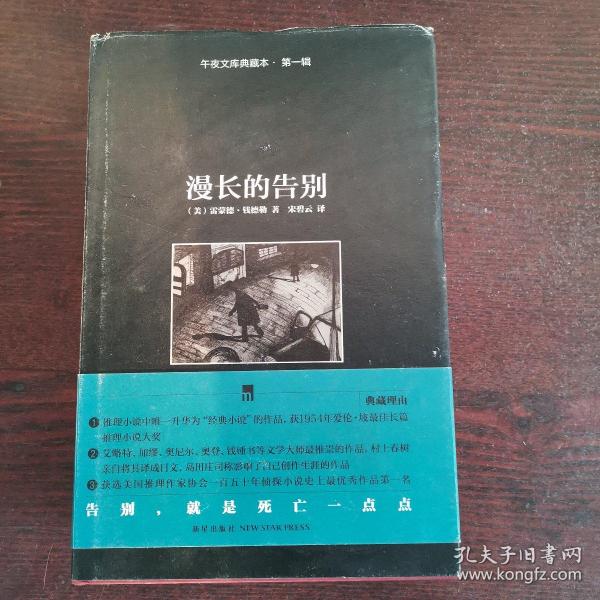 午夜文库典藏本·第一辑
漫长的告别
（美）雷蒙德·钱德勒 著 宋碧云 译
典藏理由
1 推理小说中唯一升华为“经典小说”的作品，获1954年爱伦·坡最佳长篇
推理小说大奖
2 艾略特、加缪、奥尼尔、奥登、钱锺书等文学大师最推崇的作品，村上春树
亲自将其译成日文，岛田庄司称影响了自己创作生涯的作品
3 获选美国推理作家协会一百五十年侦探小说史上最优秀作品第一名
告别，就是死亡一点点
新星出版社 NEW STAR PRESS
孔夫子旧书网
www.kongfz.com